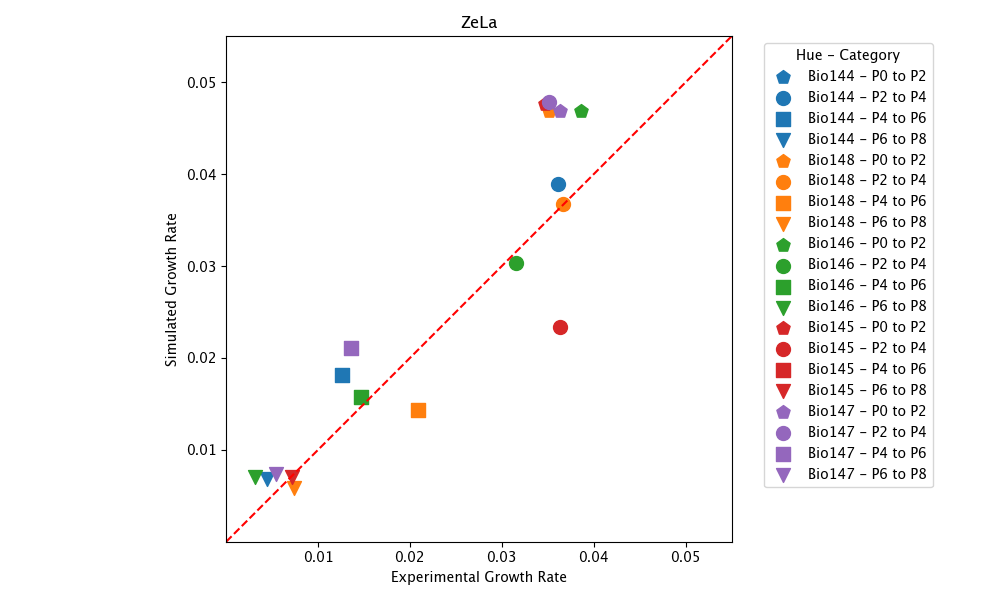 ZeLa
0.05
0.04
0.03
0.02
0.01
Simulated Growth Rate
0.01
0.02
0.03
0.04
0.05
Experimental Growth Rate
Hue - Category
Bio144 - P0 to P2
Bio144 - P2 to P4
Bio144 - P4 to P6
Bio144 - P6 to P8
Bio148 - P0 to P2
Bio148 - P2 to P4
Bio148 - P4 to P6
Bio148 - P6 to P8
Bio146 - P0 to P2
Bio146 - P2 to P4
Bio146 - P4 to P6
Bio146 - P6 to P8
Bio145 - P0 to P2
Bio145 - P2 to P4
Bio145 - P4 to P6
Bio145 - P6 to P8
Bio147 - P0 to P2
Bio147 - P2 to P4
Bio147 - P4 to P6
Bio147 - P6 to P8